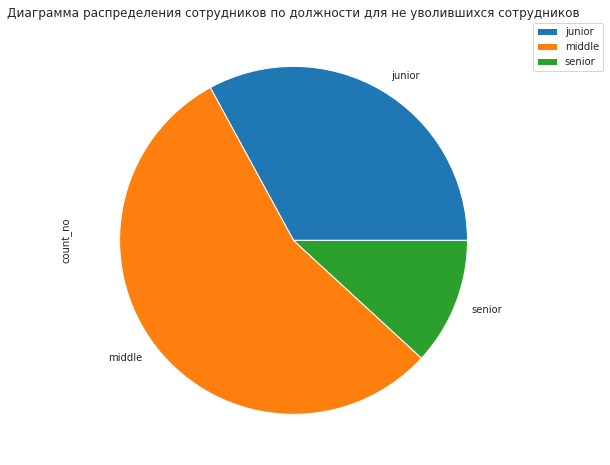 Диаграмма распределения сотрудников по должности для не уволившихся сотрудников
junior
middle
senior
junior
count_no
senior
middle